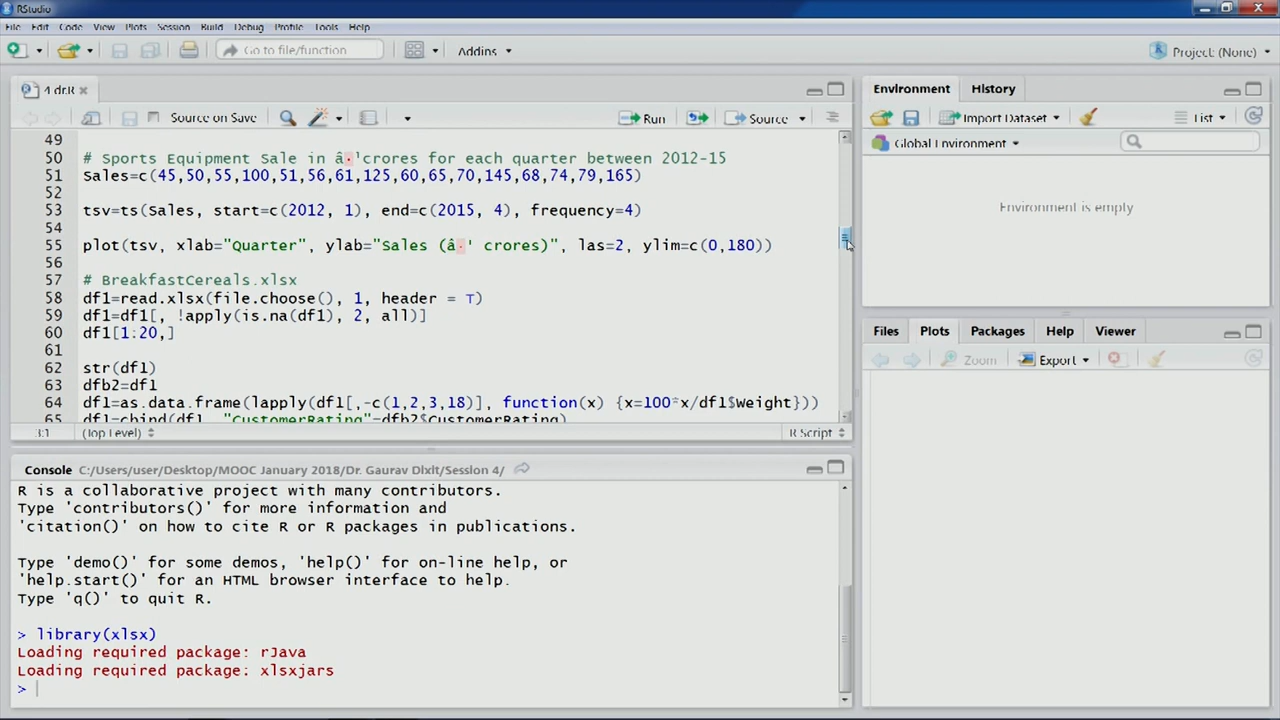 RStudio
File Edit Code View Plots Session Build Debug Profile Tools Help
Go to file/function
Addins
Project: (None)
4 dr.R
Source on Save
Run
Source
49
50 # Sports Equipment Sale in â·¹crores for each quarter between 2012-15
51 Sales=c(45,50,55,100,51,56,61,125,60,65,70,145,68,74,79,165)
52
53 tsv=ts(Sales, start=c(2012, 1), end=c(2015, 4), frequency=4)
54
55 plot(tsv, xlab="Quarter", ylab="Sales (â·' crores)", las=2, ylim=c(0,180))
56
57 # BreakfastCereals.xlsx
58 df1=read.xlsx(file.choose(), 1, header = T)
59 df1=df1[, !apply(is.na(df1), 2, all)]
60 df1[1:20,]
61
62 str(df1)
63 dfb2=df1
64 df1=as.data.frame(lapply(df1[,-c(1,2,3,18)], function(x) {x=100*x/df1$Weight}))
65 df1=cbind(df1, "CustomerRating"=dfb2$CustomerRating)
3:1 (Top Level) R Script
Console C:/Users/user/Desktop/MOOC January 2018/Dr. Gaurav Dixit/Session 4/
R is a collaborative project with many contributors.
Type 'contributors()' for more information and
'citation()' on how to cite R or R packages in publications.
Type 'demo()' for some demos, 'help()' for on-line help, or
'help.start()' for an HTML browser interface to help.
Type 'q()' to quit R.
> library(xlsx)
Loading required package: rJava
Loading required package: xlsxjars
>
Environment History
Import Dataset
List
Global Environment
Environment is empty
Files Plots Packages Help Viewer
Zoom Export